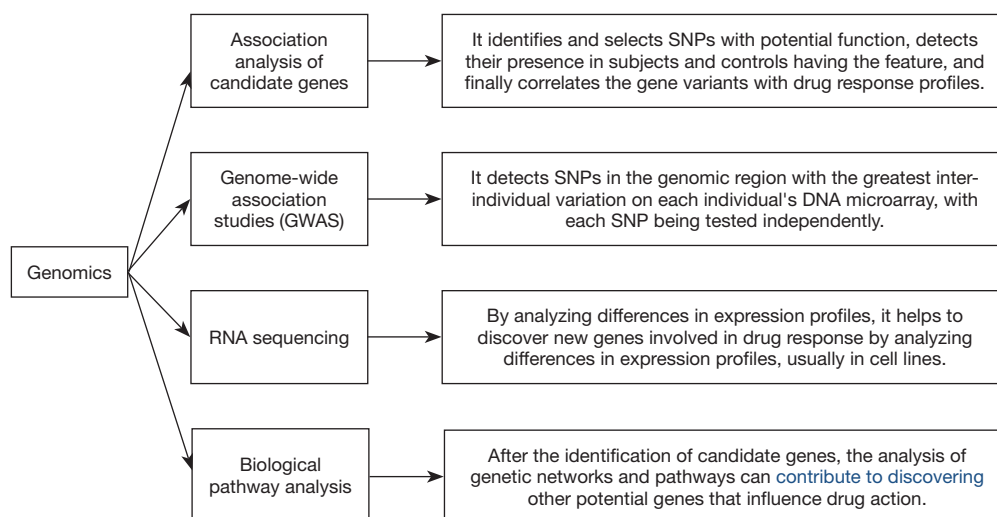 Association
analysis of
candidate genes
It identifies and selects SNPs with potential function, detects
their presence in subjects and controls having the feature, and
finally correlates the gene variants with drug response profiles.
Genome-wide
association
studies (GWAS)
It detects SNPs in the genomic region with the greatest inter-
individual variation on each individual's DNA microarray, with
each SNP being tested independently.
Genomics
RNA sequencing
By analyzing differences in expression profiles, it helps to
discover new genes involved in drug response by analyzing
differences in expression profiles, usually in cell lines.
Biological
pathway analysis
After the identification of candidate genes, the analysis of
genetic networks and pathways can contribute to discovering
other potential genes that influence drug action.